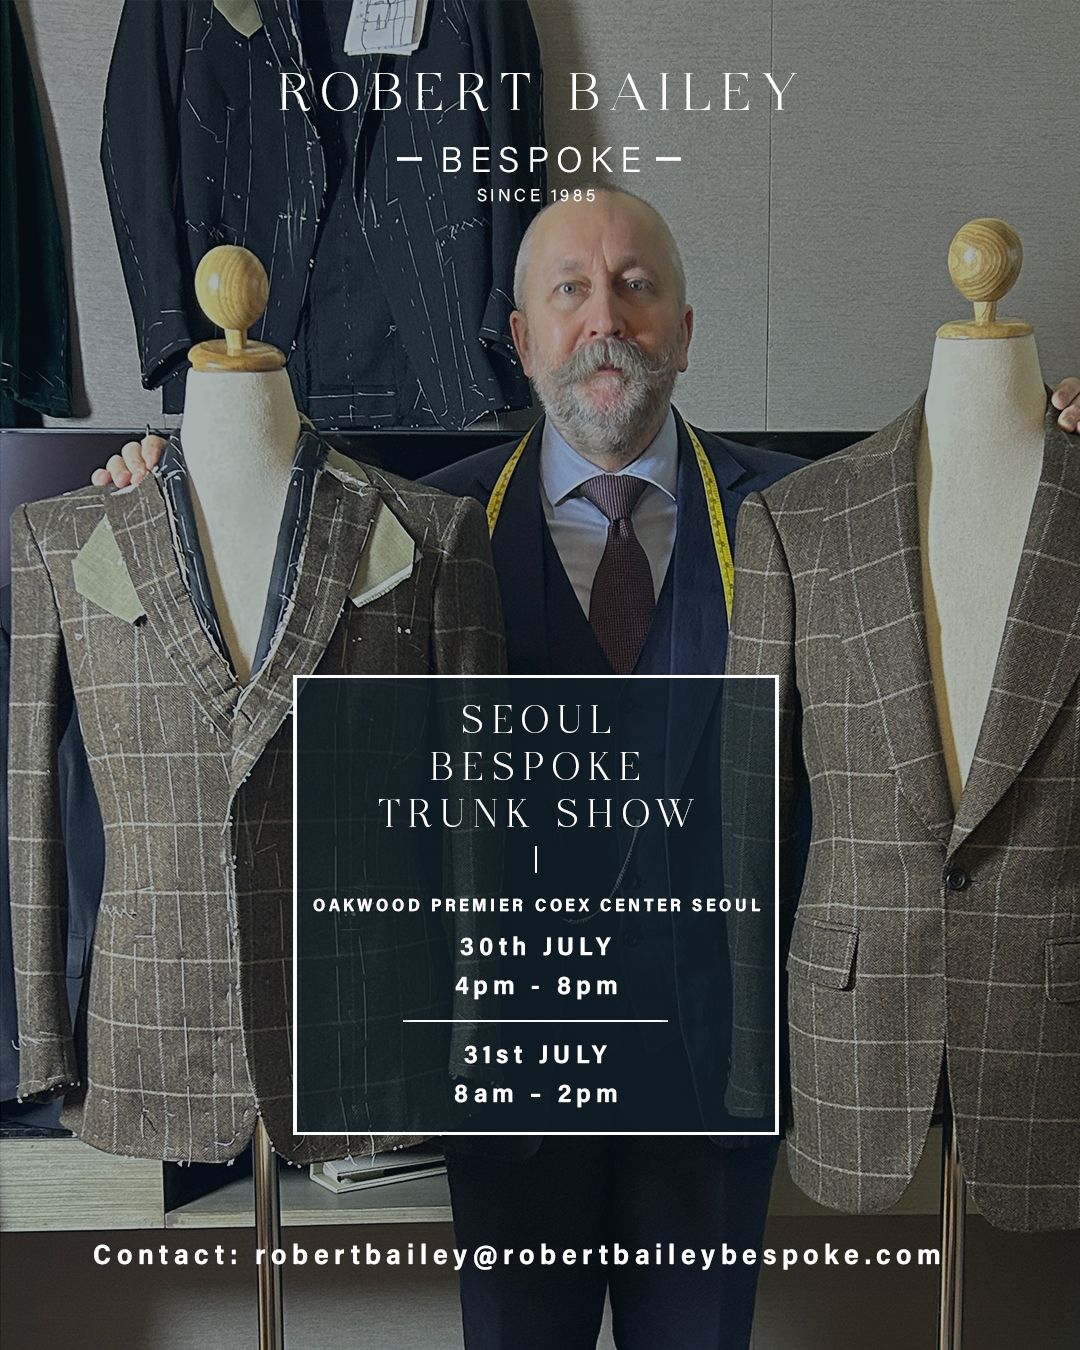 ROBERT BAILEY
— BESPOKE —
SINCE 1985
SEOUL
BESPOKE
TRUNK SHOW
|
OAKWOOD PREMIER COEX CENTER SEOUL
30th JULY
4pm - 8pm
31st JULY
8am - 2pm
Contact: robertbailey@robertbaileybespoke.com